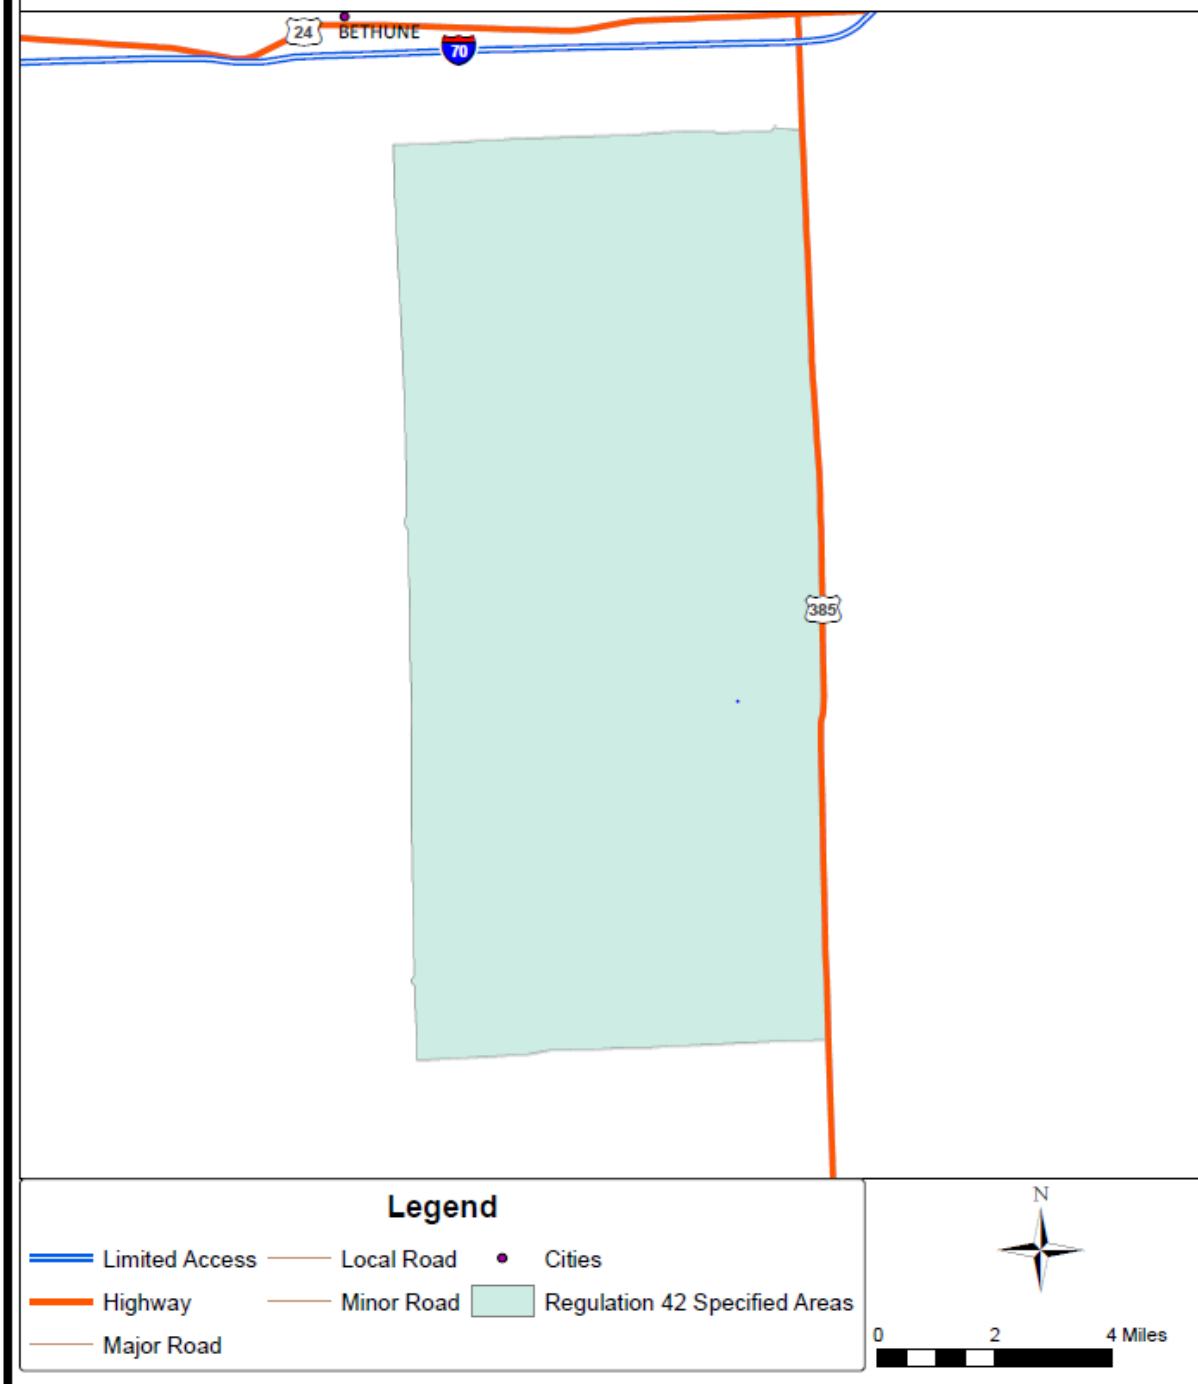 24
BETHUNE
70
385
Legend
Limited Access
Local Road
Cities
Highway
Minor Road
Regulation 42 Specified Areas
Major Road
N
0 2 4 Miles